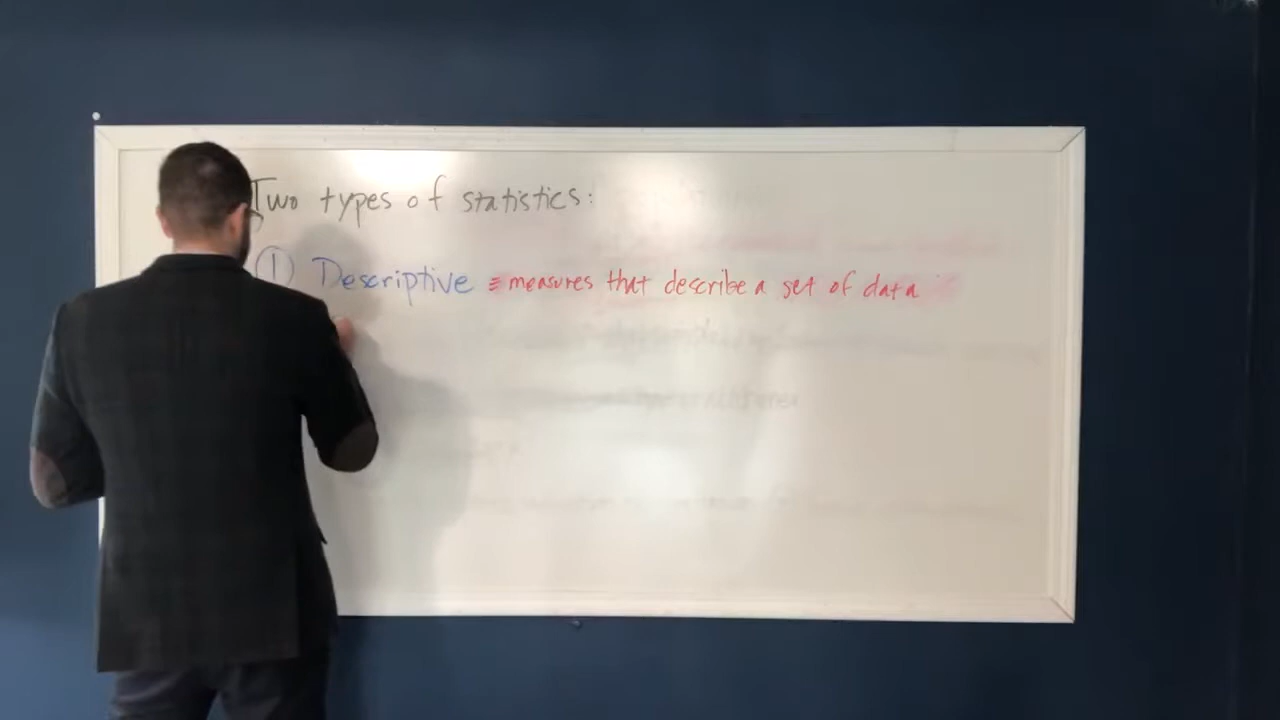 Two types of statistics:
① Descriptive ≡ measures that describe a set of data